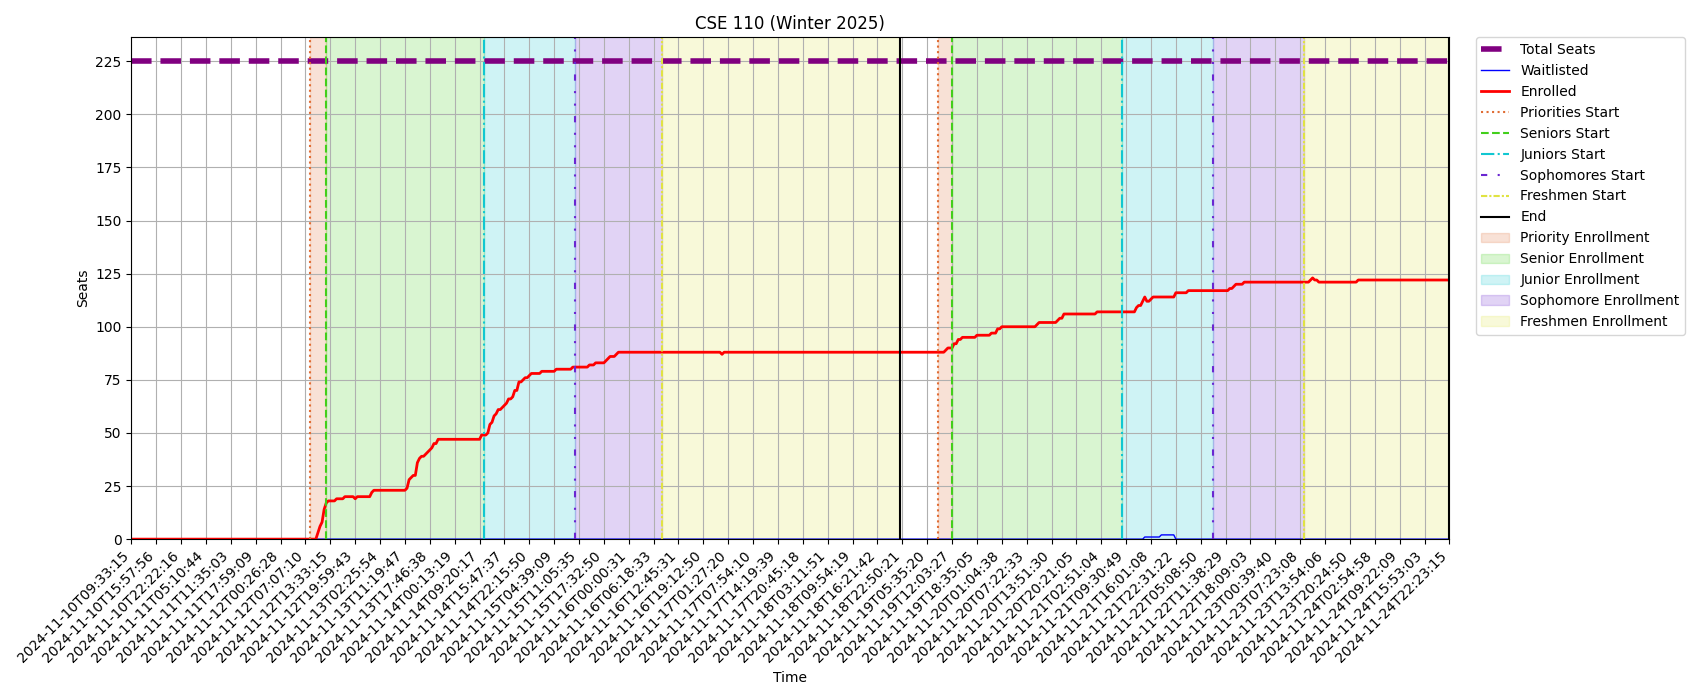 CSE 110 (Winter 2025)
225
200
175
150
125
100
75
50
25
0
Seats
2024-11-10T09:33:15
2024-11-10T15:57:56
2024-11-10T22:22:16
2024-11-11T05:10:44
2024-11-11T11:35:03
2024-11-11T17:59:09
2024-11-12T00:26:28
2024-11-12T07:07:10
2024-11-12T13:33:15
2024-11-12T19:59:43
2024-11-13T03:25:54
2024-11-13T11:19:47
2024-11-13T17:46:38
2024-11-14T00:13:19
2024-11-14T09:20:17
2024-11-14T15:47:37
2024-11-14T22:15:50
2024-11-15T04:39:09
2024-11-15T11:05:35
2024-11-15T17:32:50
2024-11-16T00:00:31
2024-11-16T06:18:33
2024-11-16T12:45:31
2024-11-16T19:12:50
2024-11-17T01:27:20
2024-11-17T07:54:10
2024-11-17T14:19:39
2024-11-17T20:45:18
2024-11-18T03:11:51
2024-11-18T09:54:19
2024-11-18T16:21:42
2024-11-18T22:50:21
2024-11-19T05:35:20
2024-11-19T12:03:27
2024-11-19T18:35:05
2024-11-20T01:04:38
2024-11-20T07:22:33
2024-11-20T13:51:30
2024-11-20T20:21:05
2024-11-21T02:51:04
2024-11-21T09:30:49
2024-11-21T16:01:08
2024-11-21T22:31:22
2024-11-22T05:08:50
2024-11-22T11:38:29
2024-11-22T18:09:03
2024-11-23T00:39:40
2024-11-23T07:23:08
2024-11-23T13:54:06
2024-11-23T20:24:50
2024-11-24T02:54:58
2024-11-24T09:22:09
2024-11-24T15:53:03
2024-11-24T22:23:15
Time
Total Seats
Waitlisted
Enrolled
Priorities Start
Seniors Start
Juniors Start
Sophomores Start
Freshmen Start
End
Priority Enrollment
Senior Enrollment
Junior Enrollment
Sophomore Enrollment
Freshmen Enrollment